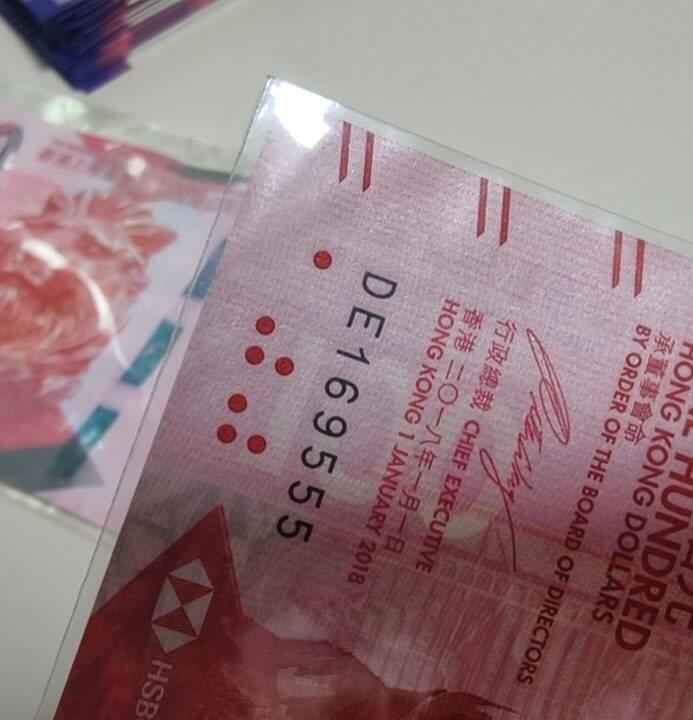 HUNDRED
HONG KONG DOLLARS
承董事會命
BY ORDER OF THE BOARD OF DIRECTORS
行政總裁 CHIEF EXECUTIVE
香港 二〇一八年一月一日
HONG KONG 1 JANUARY 2018
DE169555
HSB